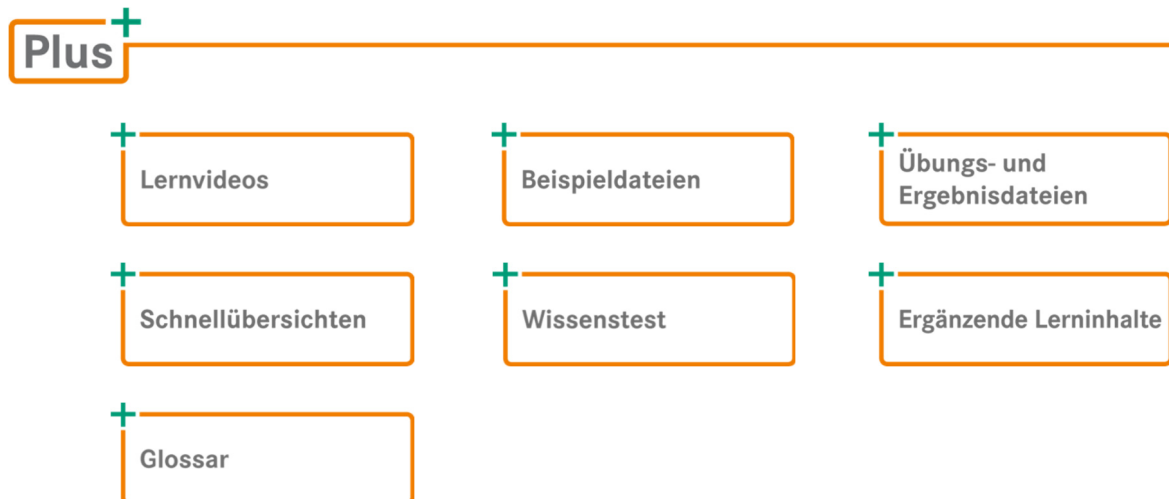 Plus
Lernvideos
Beispieldateien
Übungs- und
Ergebnisdateien
Schnellübersichten
Wissenstest
Ergänzende Lerninhalte
Glossar